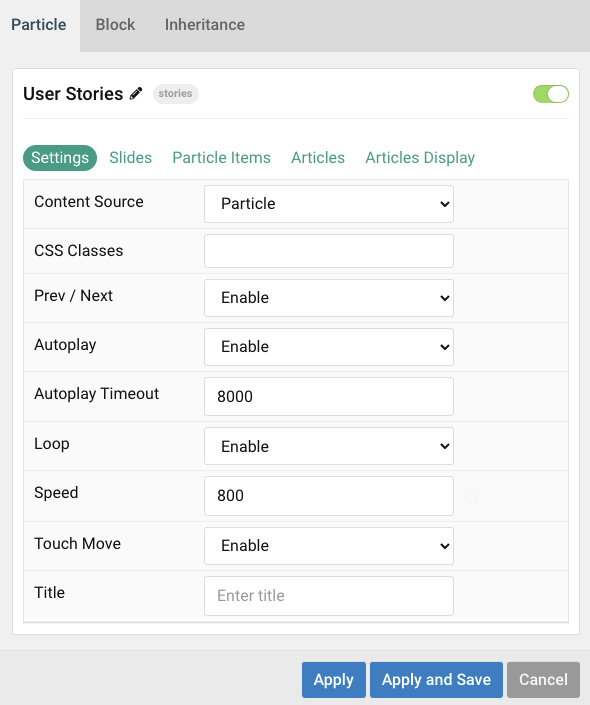 Particle Block Inheritance
User Stories stories
Settings Slides Particle Items Articles Articles Display
Content Source Particle
CSS Classes
Prev / Next Enable
Autoplay Enable
Autoplay Timeout 8000
Loop Enable
Speed 800
Touch Move Enable
Title Enter title
Apply Apply and Save Cancel